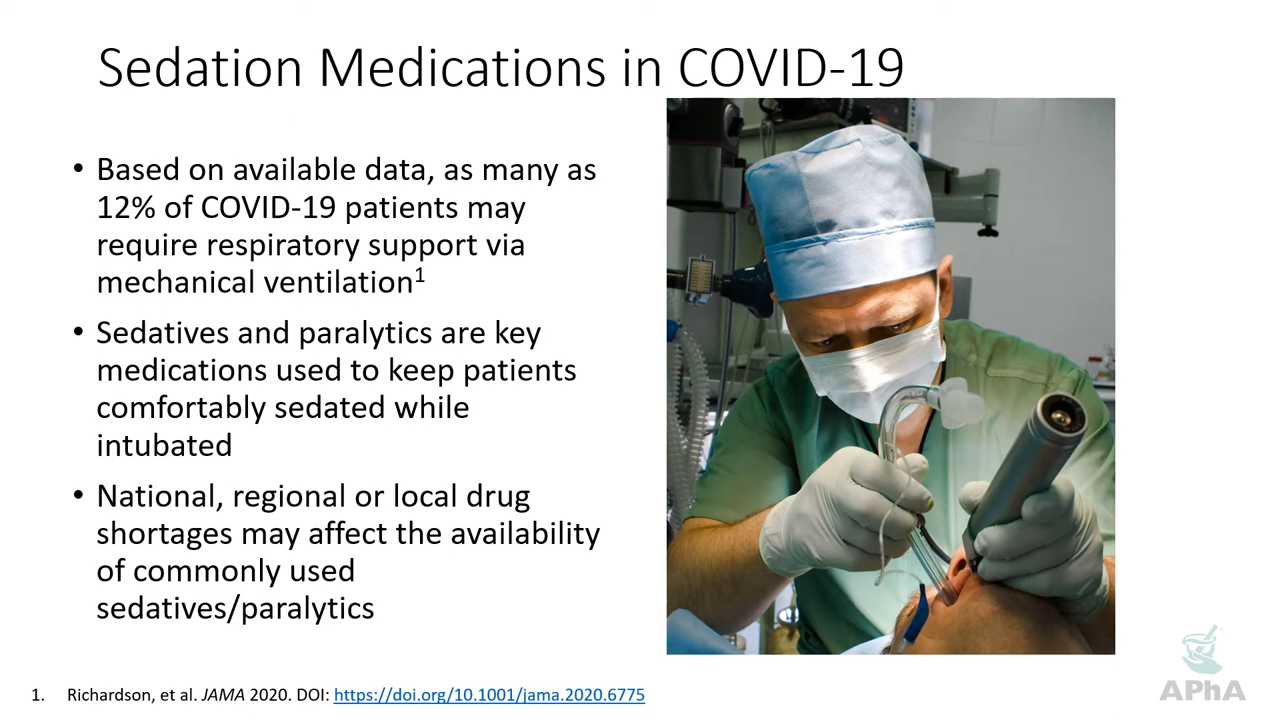 Sedation Medications in COVID-19
• Based on available data, as many as
12% of COVID-19 patients may
require respiratory support via
mechanical ventilation¹
• Sedatives and paralytics are key
medications used to keep patients
comfortably sedated while
intubated
• National, regional or local drug
shortages may affect the availability
of commonly used
sedatives/paralytics
1. Richardson, et al. JAMA 2020. DOI: https://doi.org/10.1001/jama.2020.6775
APhA